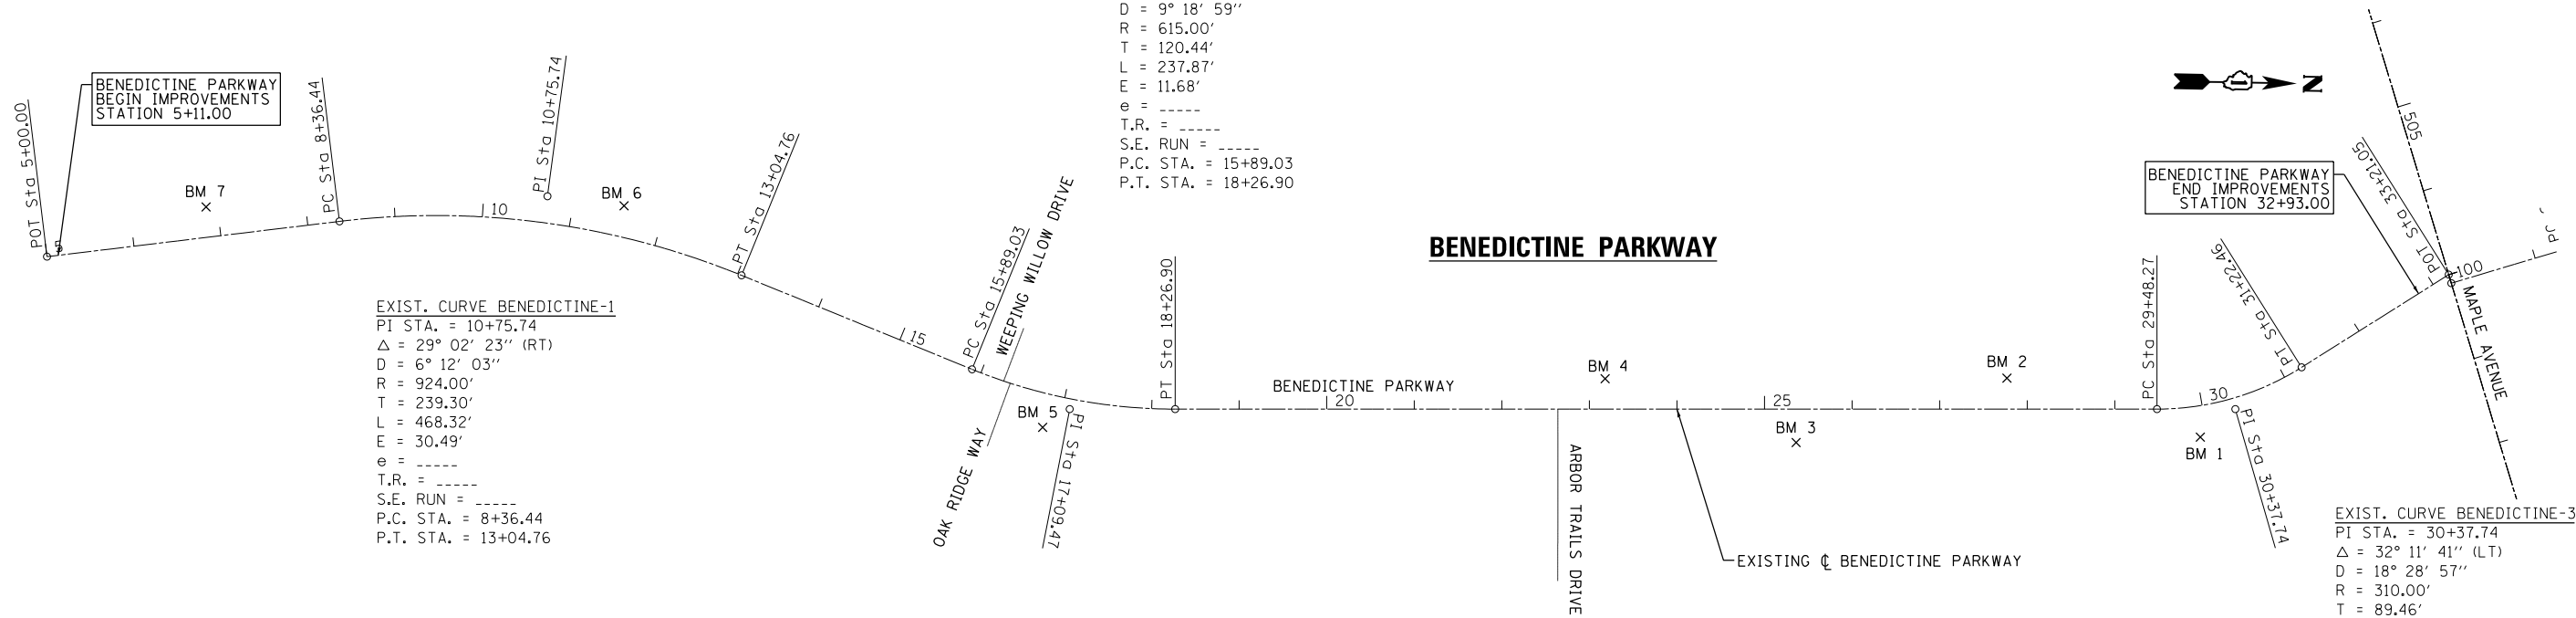 D = 9° 18' 59''
R = 615.00'
T = 120.44'
L = 237.87'
E = 11.68'
e = _____
T.R. = _____
S.E. RUN = _____
P.C. STA. = 15+89.03
P.T. STA. = 18+26.90
BENEDICTINE PARKWAY
BEGIN IMPROVEMENTS
STATION 5+11.00
POT Sta 5+00.00
5
BM 7
PC Sta 8+36.44
10
PI Sta 10+75.74
BM 6
PT Sta 13+04.76
15
PC Sta 15+89.03
WEEPING WILLOW DRIVE
OAK RIDGE WAY
BM 5
PI Sta 17+09.47
PT Sta 18+26.90
EXIST. CURVE BENEDICTINE-1
PI STA. = 10+75.74
△ = 29° 02' 23'' (RT)
D = 6° 12' 03''
R = 924.00'
T = 239.30'
L = 468.32'
E = 30.49'
e = _____
T.R. = _____
S.E. RUN = _____
P.C. STA. = 8+36.44
P.T. STA. = 13+04.76
BENEDICTINE PARKWAY
BENEDICTINE PARKWAY
20
BM 4
ARBOR TRAILS DRIVE
25
BM 3
EXISTING ℄ BENEDICTINE PARKWAY
BM 2
PC Sta 29+48.27
30
BM 1
PI Sta 30+37.74
PT Sta 31+22.46
N
BENEDICTINE PARKWAY
END IMPROVEMENTS
STATION 32+93.00
POT Sta 33+21.05
505
100
MAPLE AVENUE
EXIST. CURVE BENEDICTINE-3
PI STA. = 30+37.74
△ = 32° 11' 41'' (LT)
D = 18° 28' 57''
R = 310.00'
T = 89.46'